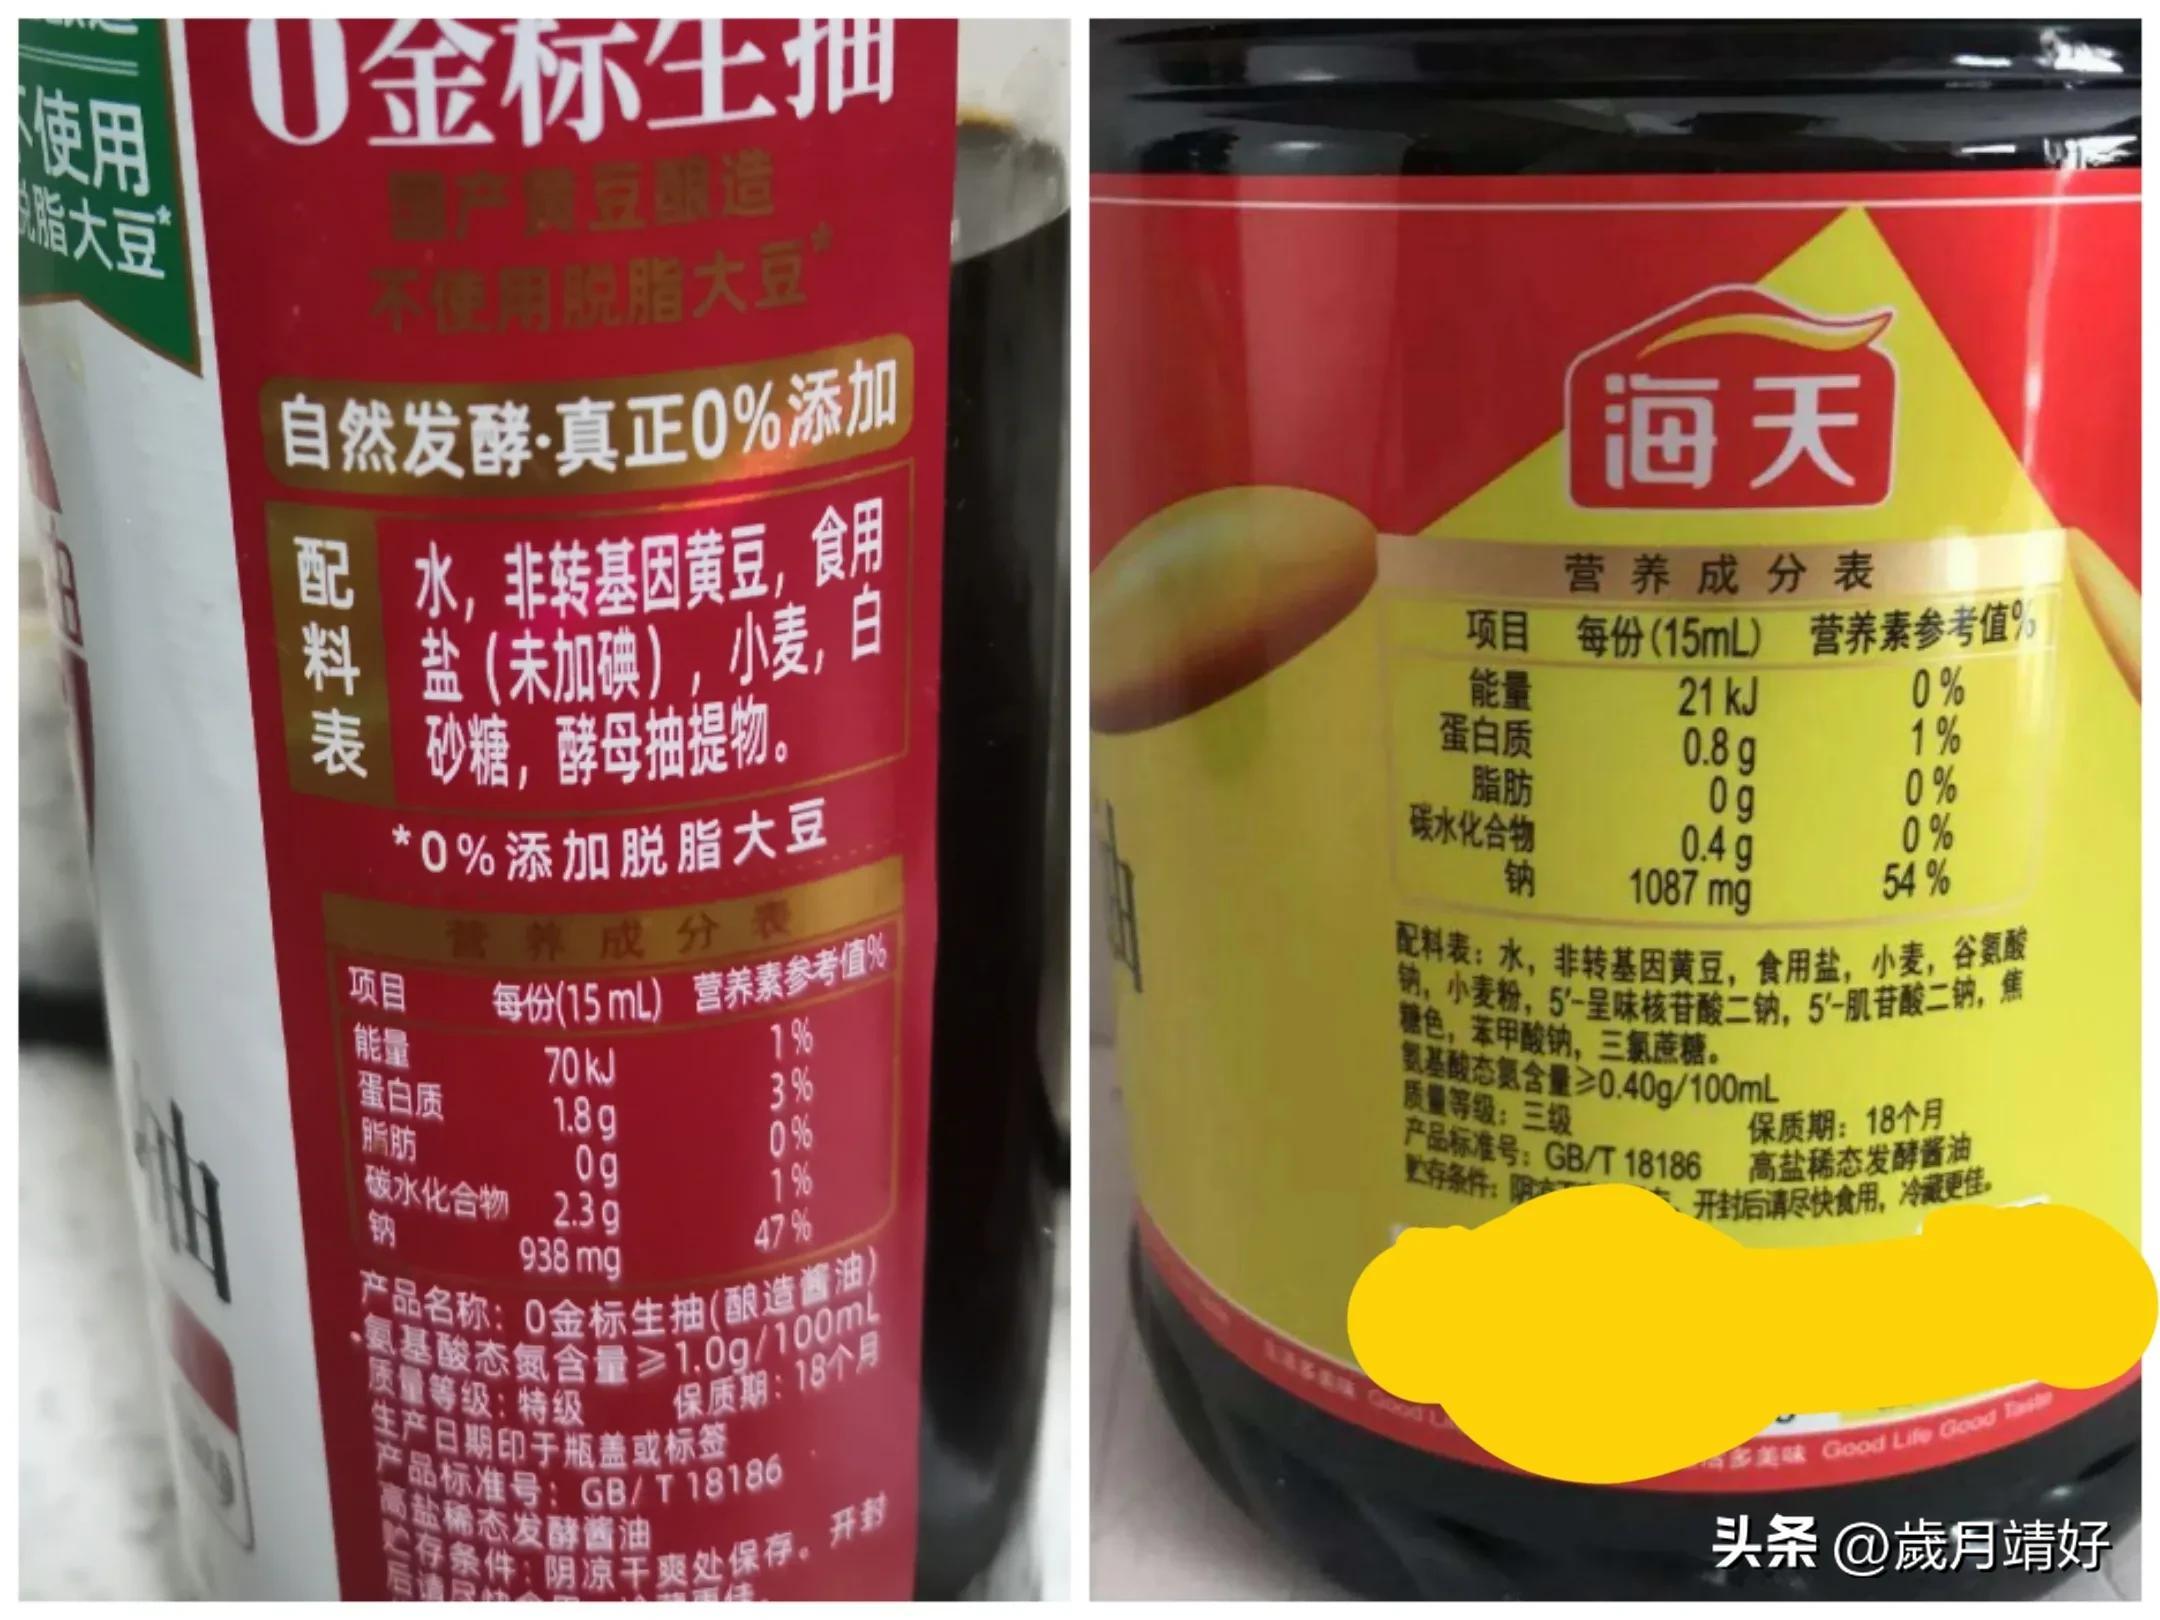 使用
脂大豆*
0金标生抽
国产黄豆酿造
不使用脱脂大豆*
自然发酵·真正0%添加
配料表
水，非转基因黄豆，食用
盐（未加碘），小麦，白
砂糖，酵母抽提物。
*0%添加脱脂大豆
营养成分表
项目 每份(15mL) 营养素参考值%
能量 70kJ 1%
蛋白质 1.8g 3%
脂肪 0g 0%
碳水化合物 2.3g 1%
钠 938mg 47%
产品名称：0金标生抽(酿造酱油)
氨基酸态氮含量≥1.0g/100mL
质量等级：特级 保质期：18个月
生产日期印于瓶盖或标签
产品标准号：GB/T 18186
高盐稀态发酵酱油
贮存条件：阴凉干爽处保存。开封
海天
营养成分表
项目 每份(15mL) 营养素参考值%
能量 21 kJ 0%
蛋白质 0.8 g 1%
脂肪 0 g 0%
碳水化合物 0.4 g 0%
钠 1087 mg 54%
配料表：水，非转基因黄豆，食用盐，小麦，谷氨酸
钠，小麦粉，5′-呈味核苷酸二钠，5′-肌苷酸二钠，焦
糖色，苯甲酸钠，三氯蔗糖。
氨基酸态氮含量≥0.40g/100mL
质量等级：三级 保质期：18个月
产品标准号：GB/T 18186 高盐稀态发酵酱油
贮存条件：阴凉 开封后请尽快食用，冷藏更佳。
多美味 Good Life Good Taste
头条 @歲月靖好